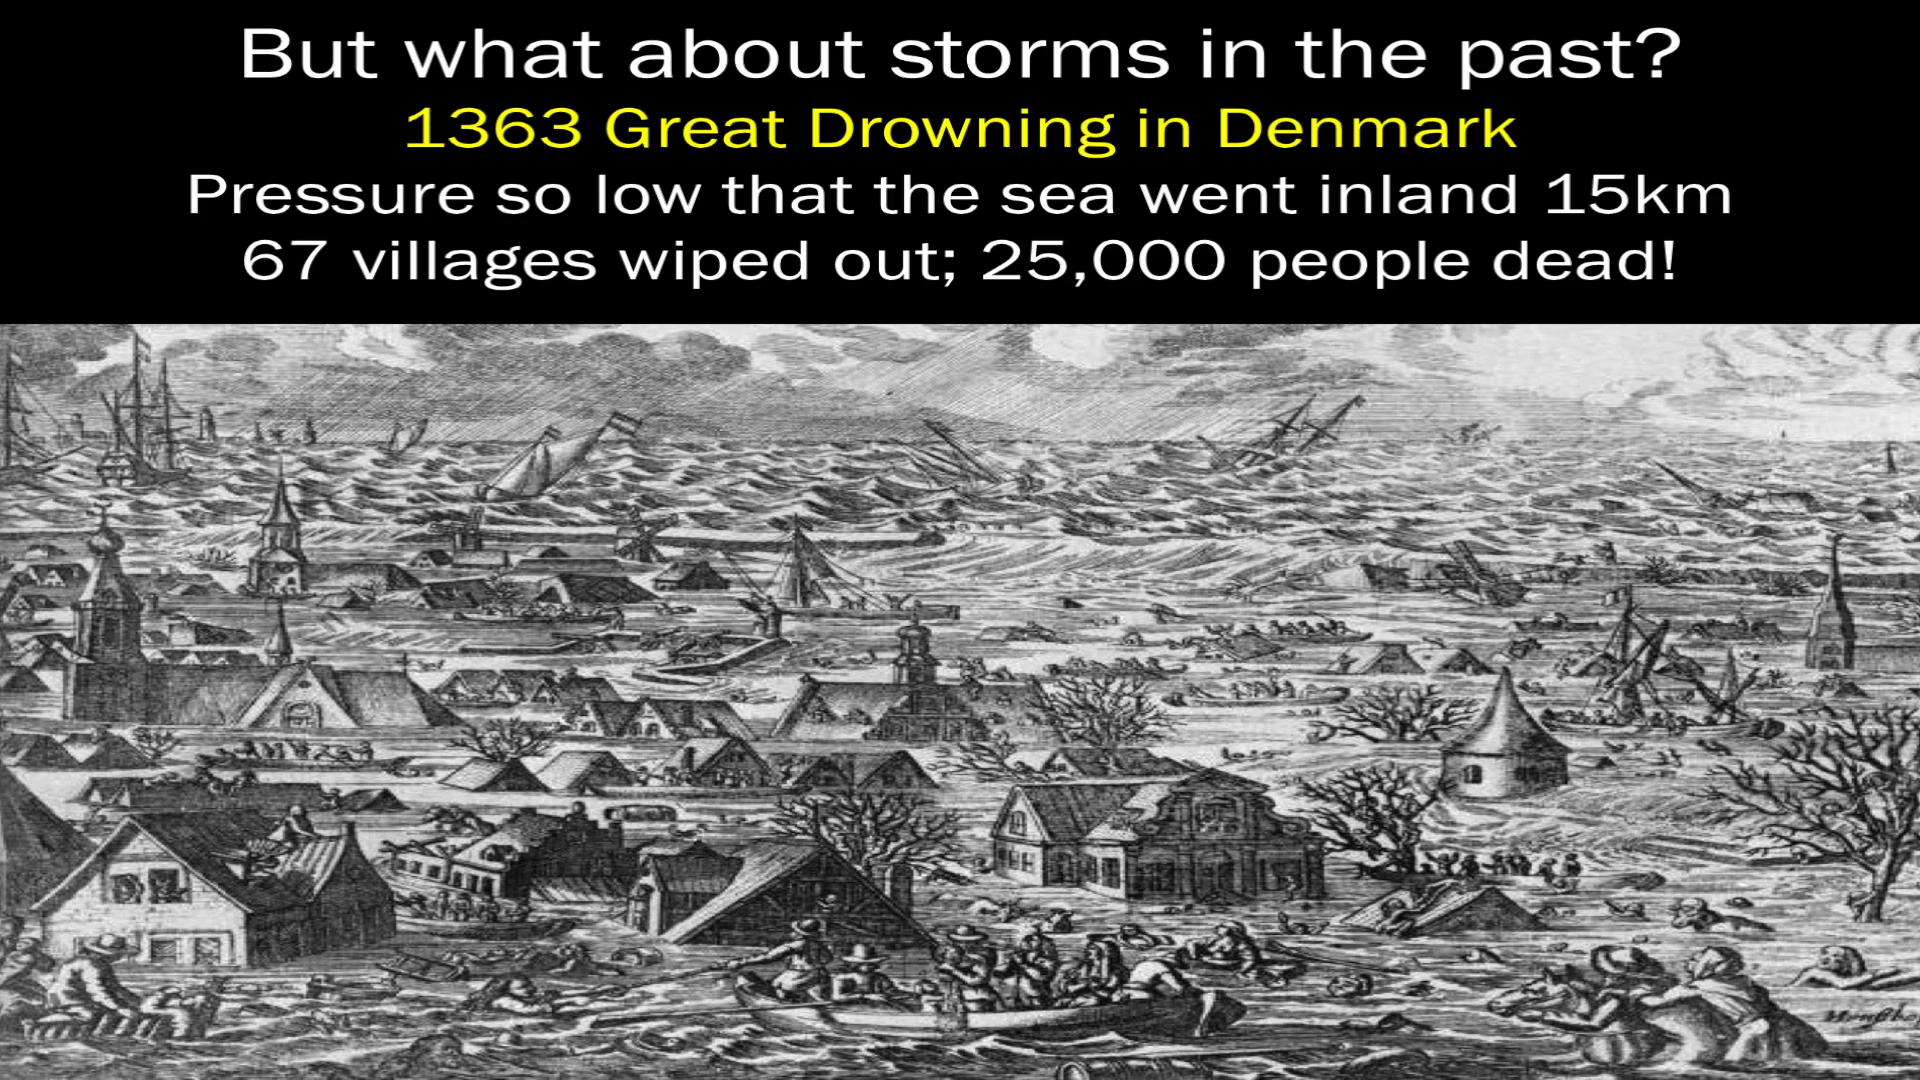 But what about storms in the past?
1363 Great Drowning in Denmark
Pressure so low that the sea went inland 15km
67 villages wiped out; 25,000 people dead!